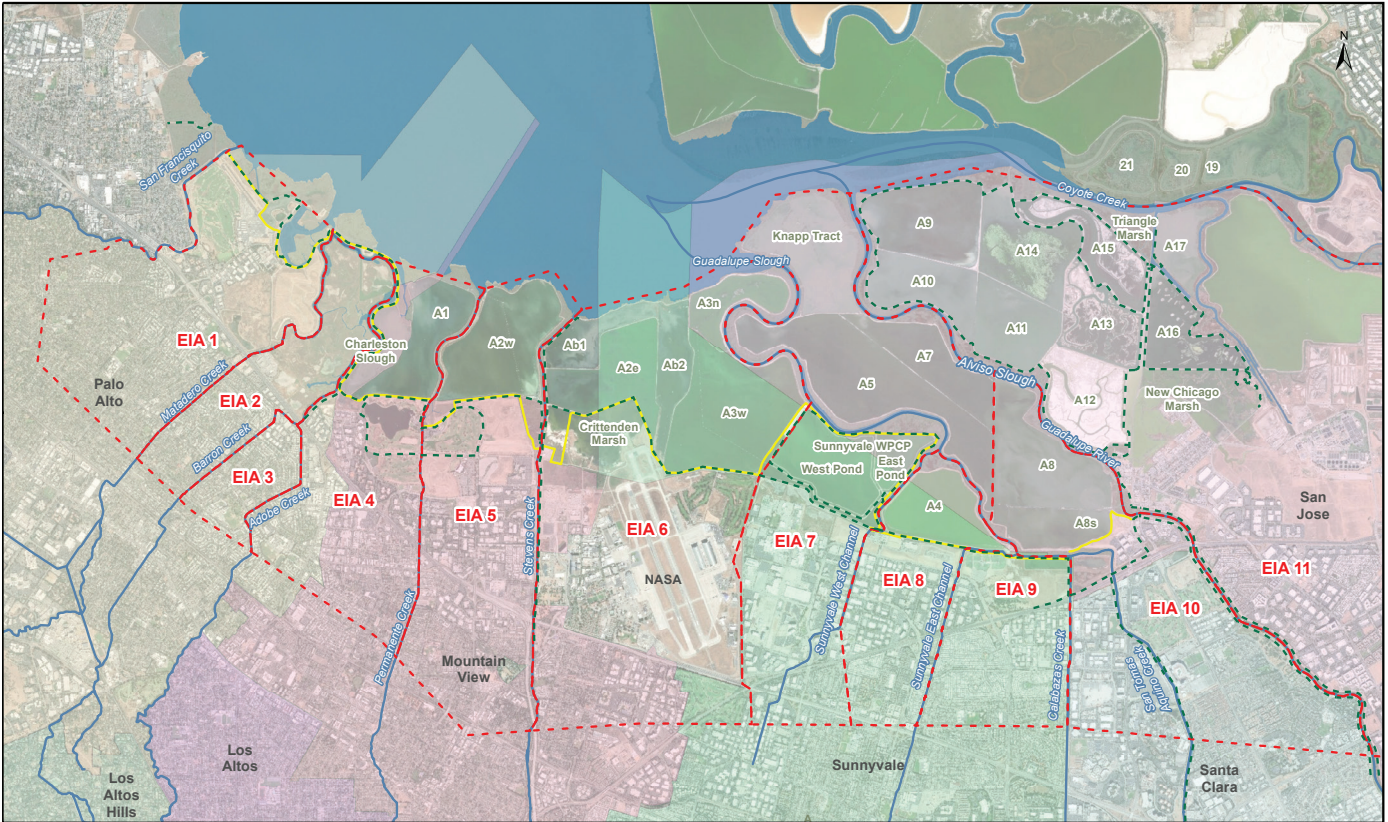 N
San Francisquito
Creek
21
20
19
Coyote Creek
Triangle
Marsh
A9
A14
A15
A17
Knapp Tract
Guadalupe Slough
A10
A3n
A1
A2w
Ab1
A11
A13
A16
EIA 1
Charleston
Slough
A2e
Ab2
A7
Alviso Slough
Palo
Alto
Matadero Creek
EIA 2
A5
A12
New Chicago
Marsh
A3w
Crittenden
Marsh
Barron Creek
Guadalupe River
Sunnyvale WPCP
West Pond
East
Pond
EIA 3
A8
Adobe Creek
EIA 4
EIA 5
EIA 6
A4
A8s
San
Jose
Stevens Creek
EIA 7
Sunnyvale West Channel
EIA 8
Sunnyvale East Channel
EIA 9
EIA 11
NASA
EIA 10
Permanente Creek
Mountain
View
Calabazas Creek
San Tomas
Aquino Creek
Los
Altos
Sunnyvale
Los
Altos
Hills
Santa
Clara